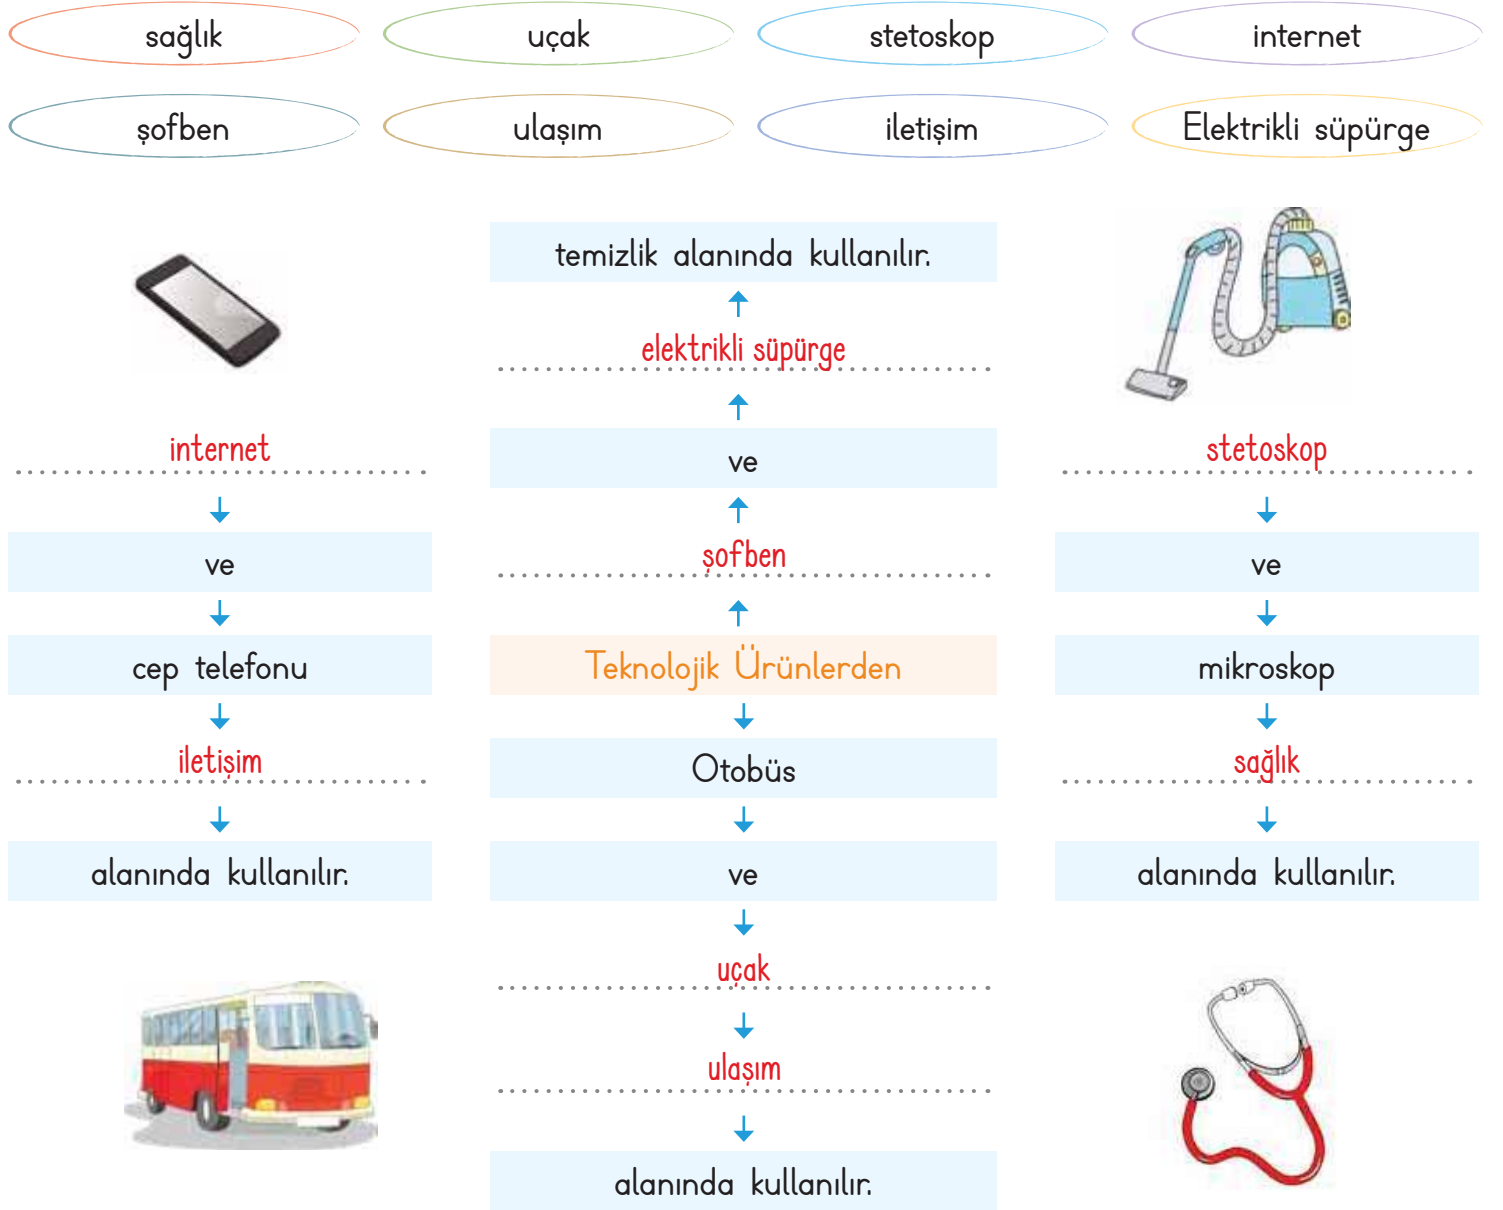 sağlık
uçak
stetoskop
internet
şofben
ulaşım
iletişim
Elektrikli süpürge
temizlik alanında kullanılır.
elektrikli süpürge
ve
şofben
Teknolojik Ürünlerden
Otobüs
ve
uçak
ulaşım
alanında kullanılır.
internet
ve
cep telefonu
iletişim
alanında kullanılır.
stetoskop
ve
mikroskop
sağlık
alanında kullanılır.